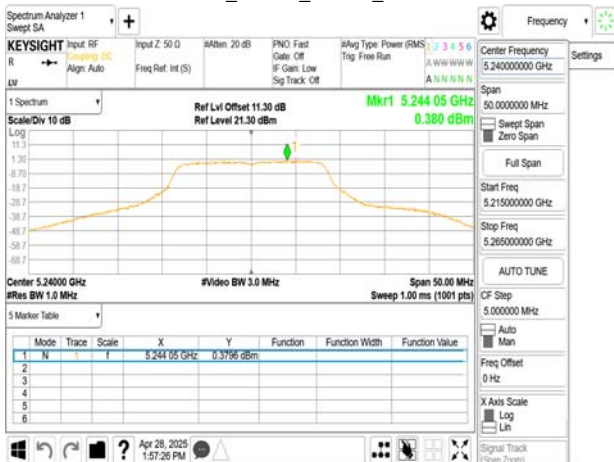 Spectrum Analyzer 1
Swept SA
+
Frequency
Settings
KEYSIGHT
R
LXI
Input: RF
Coupling: DC
Align: Auto
Input Z: 50 Ω
Freq Ref: Int (S)
#Atten: 20 dB
PNO: Fast
Gate: Off
IF Gain: Low
Sig Track: Off
#Avg Type: Power (RMS
Trig: Free Run
1 2 3 4 5 6
A W W W W W
A N N N N N
1 Spectrum
Scale/Div 10 dB
Ref Lvl Offset 11.30 dB
Ref Level 21.30 dBm
Mkr1 5.244 05 GHz
0.380 dBm
Log
11.3
1.30
-8.70
-18.7
-28.7
-38.7
-48.7
-58.7
-68.7
1
Center 5.24000 GHz
#Res BW 1.0 MHz
#Video BW 3.0 MHz
Span 50.00 MHz
Sweep 1.00 ms (1001 pts)
5 Marker Table
Mode Trace Scale X Y Function Function Width Function Value
1 N 1 f 5.244 05 GHz 0.3796 dBm
2
3
4
5
6
Center Frequency
5.240000000 GHz
Span
50.0000000 MHz
Swept Span
Zero Span
Full Span
Start Freq
5.215000000 GHz
Stop Freq
5.265000000 GHz
AUTO TUNE
CF Step
5.000000 MHz
Auto
Man
Freq Offset
0 Hz
X Axis Scale
Log
Lin
Signal Track
(Span Zoom)
?
Apr 28, 2025
1:57:26 PM